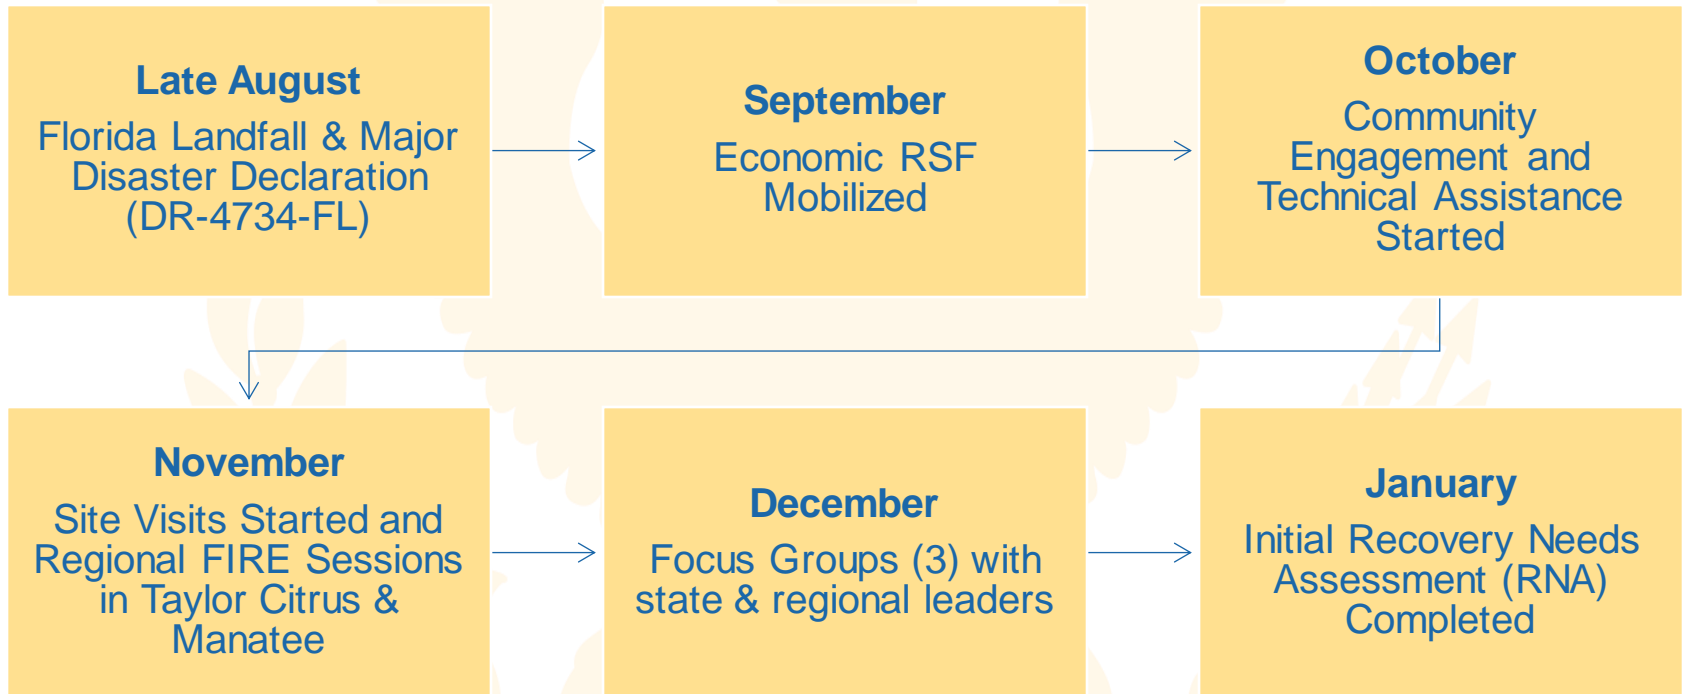 Late August
Florida Landfall & Major
Disaster Declaration
(DR-4734-FL)
September
Economic RSF
Mobilized
October
Community
Engagement and
Technical Assistance
Started
November
Site Visits Started and
Regional FIRE Sessions
in Taylor Citrus &
Manatee
December
Focus Groups (3) with
state & regional leaders
January
Initial Recovery Needs
Assessment (RNA)
Completed